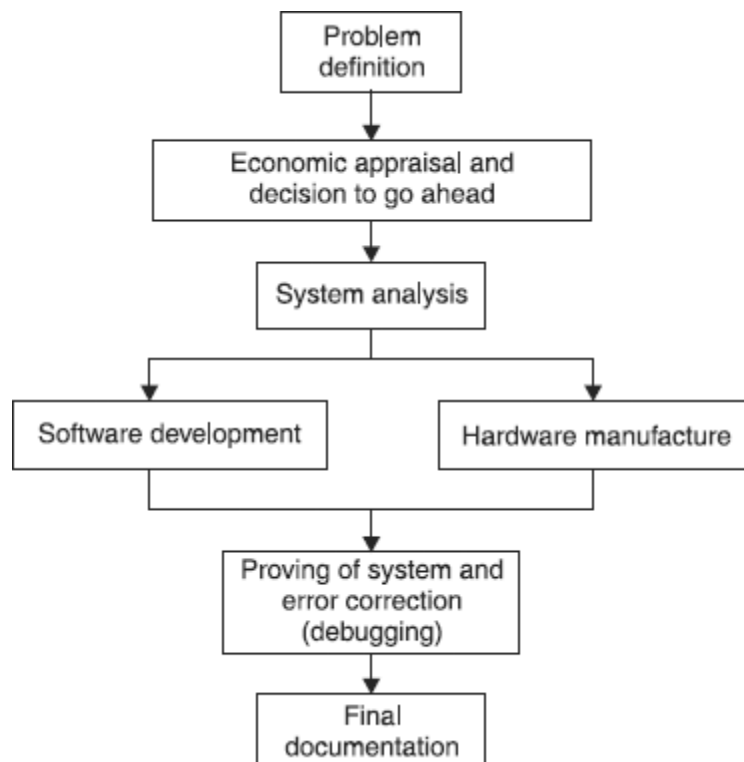 Problem
definition
Economic appraisal and
decision to go ahead
System analysis
Software development
Hardware manufacture
Proving of system and
error correction
(debugging)
Final
documentation